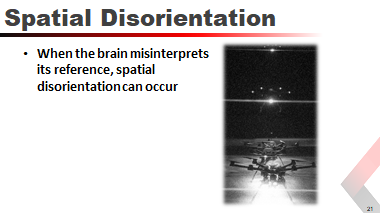 Spatial Disorientation
• When the brain misinterprets
its reference, spatial
disorientation can occur
21